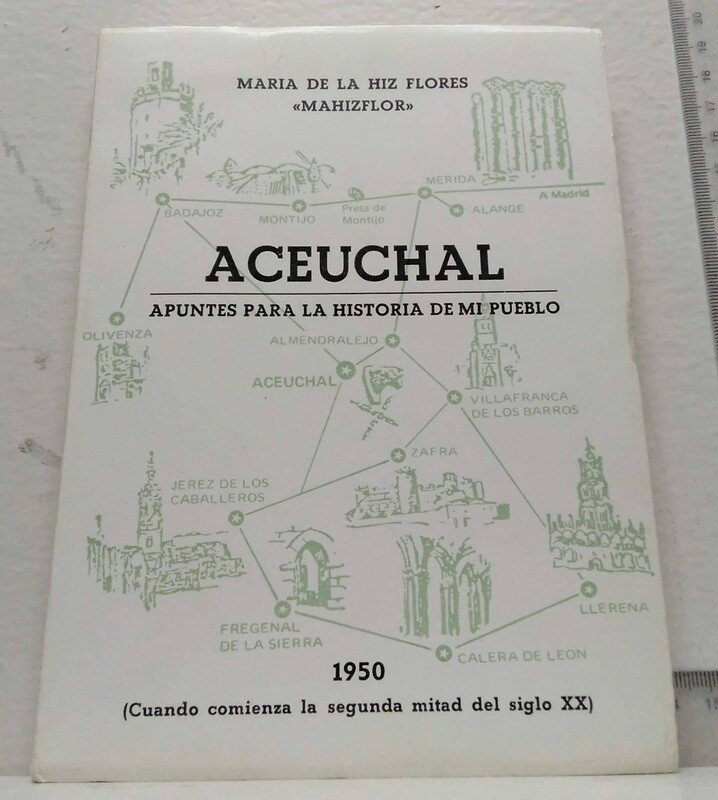 MARIA DE LA HIZ FLORES
«MAHIZFLOR»
MERIDA
A Madrid
BADAJOZ
MONTIJO
Presa de
Montijo
ALANGE
ACEUCHAL
APUNTES PARA LA HISTORIA DE MI PUEBLO
OLIVENZA
ALMENDRALEJO
ACEUCHAL
VILLAFRANCA
DE LOS BARROS
ZAFRA
JEREZ DE LOS
CABALLEROS
LLERENA
FREGENAL
DE LA SIERRA
CALERA DE LEON
1950
(Cuando comienza la segunda mitad del siglo XX)